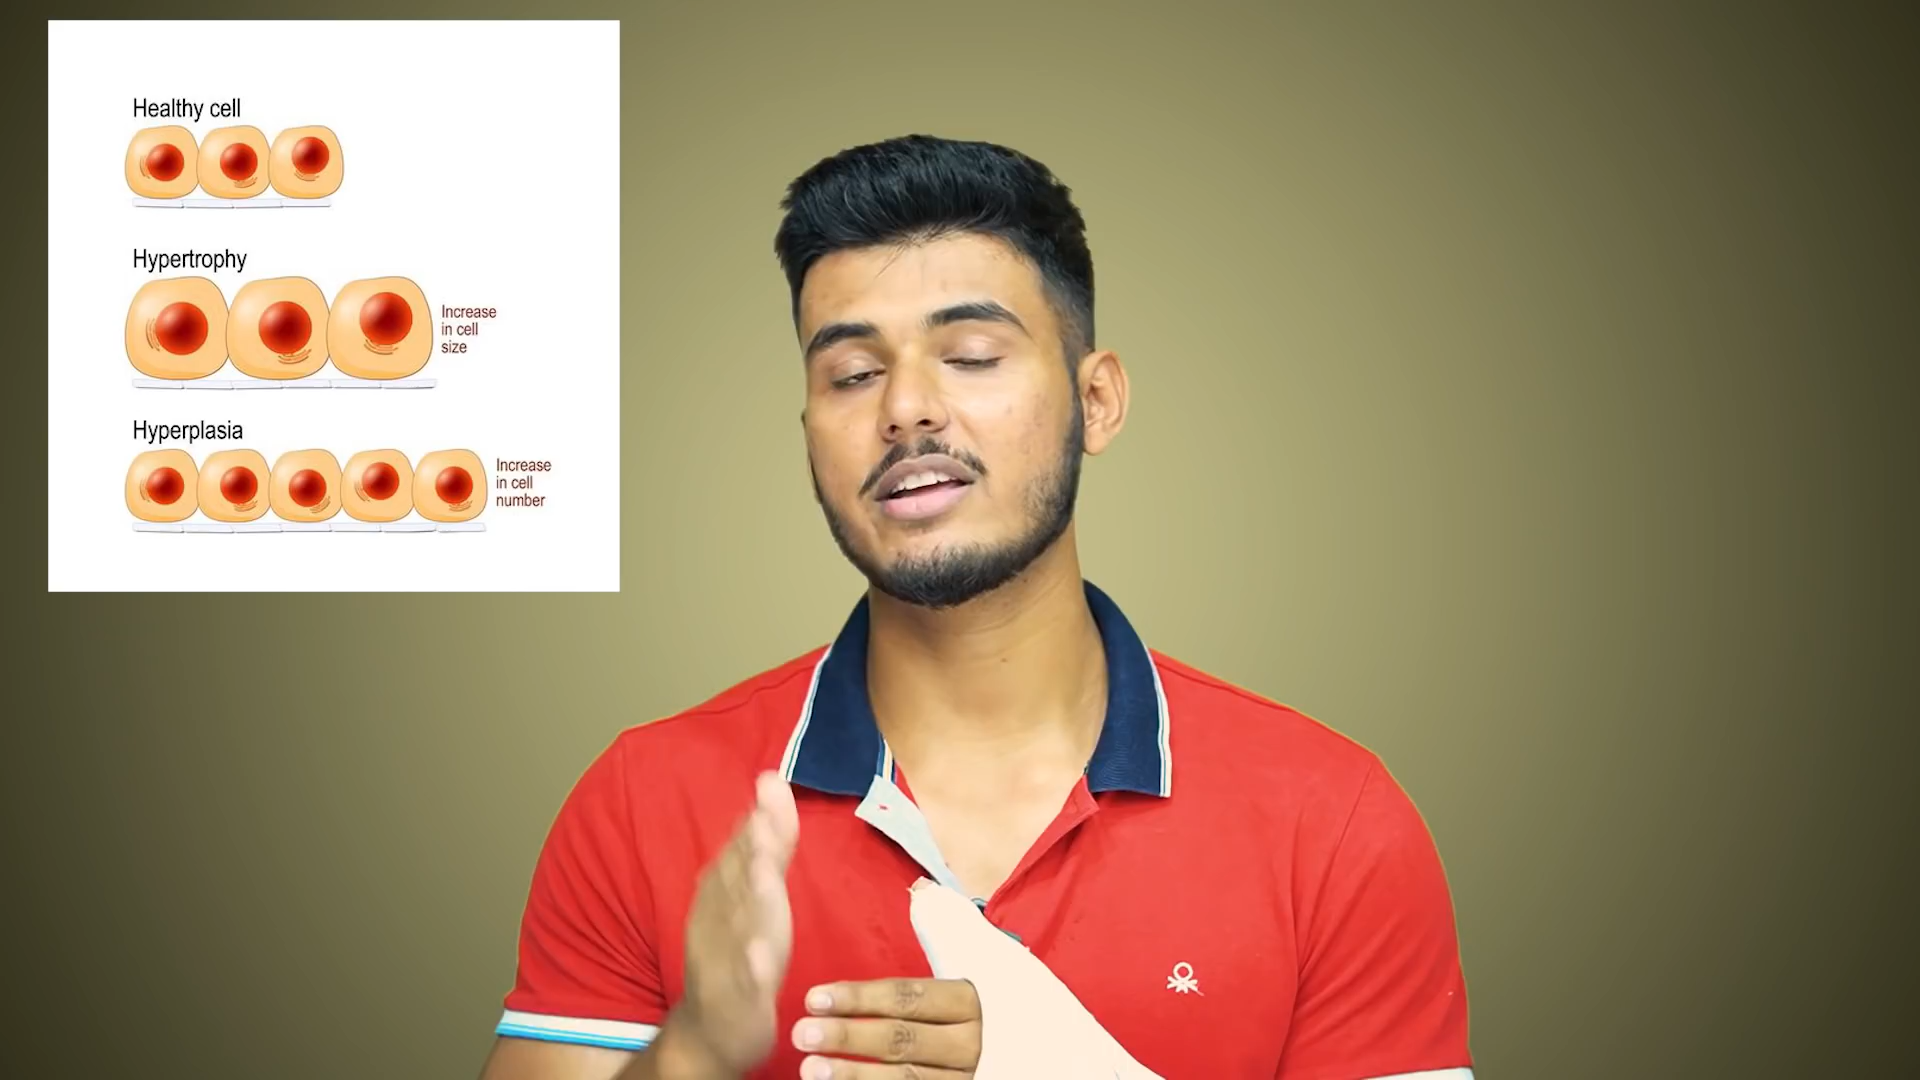 Healthy cell
Hypertrophy
Increase
in cell
size
Hyperplasia
Increase
in cell
number